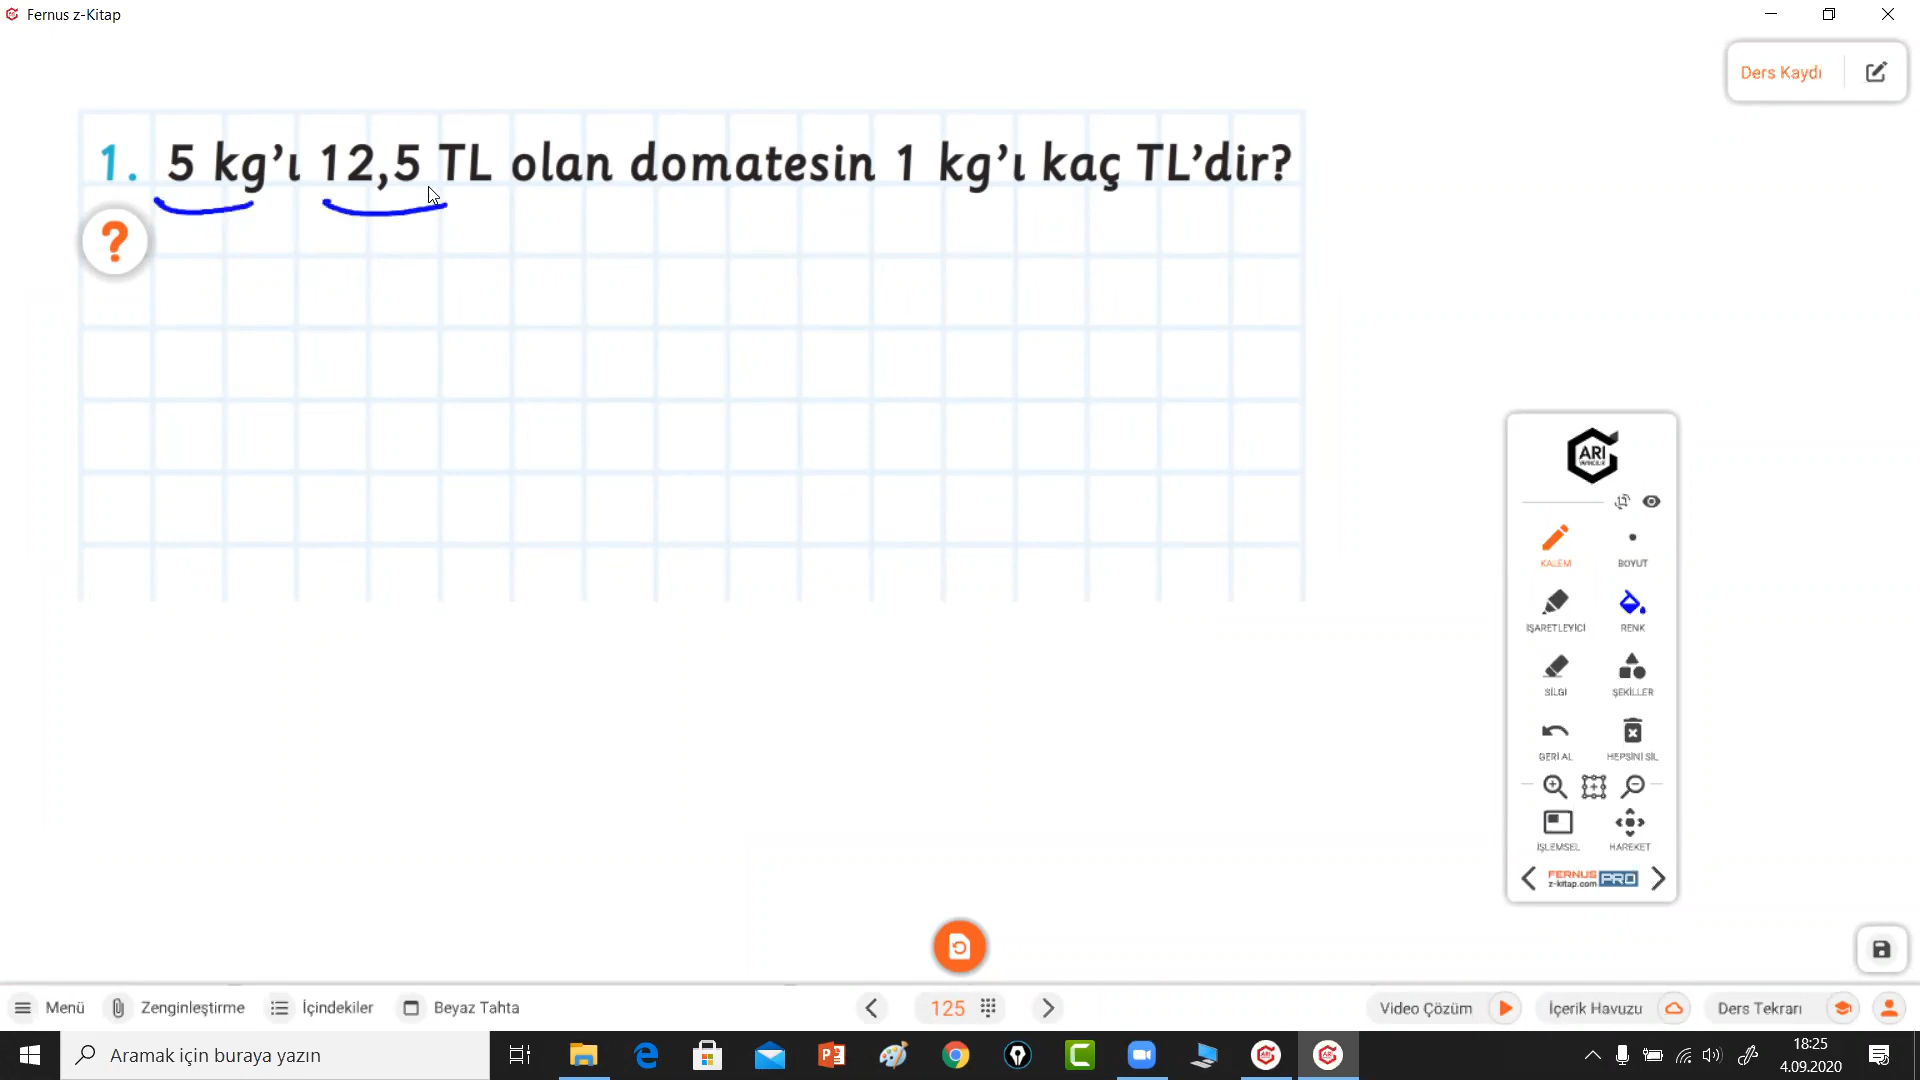 Fernus z-Kitap
Ders Kaydı
1. 5 kg'ı 12,5 TL olan domatesin 1 kg'ı kaç TL'dir?
?
ARI
YAYINCILIK
KALEM BOYUT
İŞARETLEYİCİ RENK
SİLGİ ŞEKİLLER
GERİ AL HEPSİNİ SİL
İŞLEMSEL HAREKET
FERNUS
z-kitap.com PRO
Menü Zenginleştirme İçindekiler Beyaz Tahta 125 Video Çözüm İçerik Havuzu Ders Tekrarı
Aramak için buraya yazın
18:25
4.09.2020